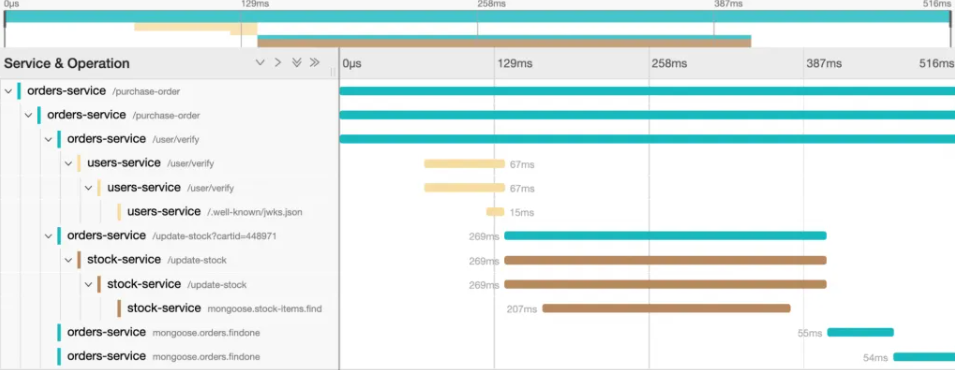 0µs 129ms 258ms 387ms 516ms
Service & Operation 0µs 129ms 258ms 387ms 516ms
orders-service /purchase-order
orders-service /purchase-order
orders-service /user/verify
users-service /user/verify 67ms
users-service /user/verify 67ms
users-service /.well-known/jwks.json 15ms
orders-service /update-stock?cartid=448971 269ms
stock-service /update-stock 269ms
stock-service /update-stock 269ms
stock-service mongoose.stock-items.find 207ms
orders-service mongoose.orders.findone 55ms
orders-service mongoose.orders.findone 54ms